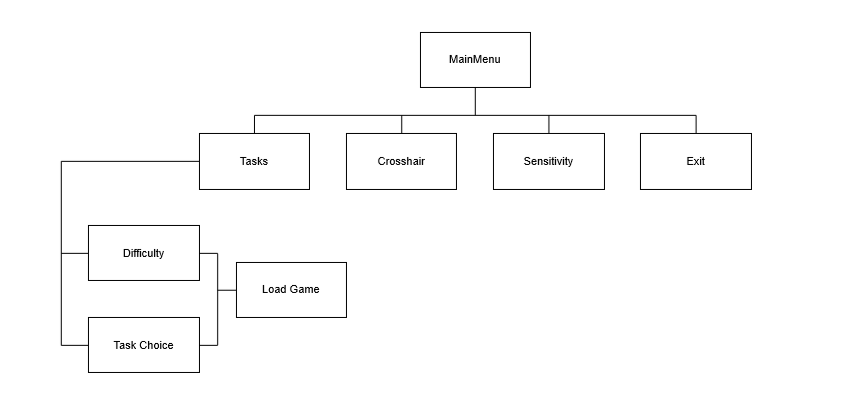 MainMenu
Tasks
Crosshair
Sensitivity
Exit
Difficulty
Load Game
Task Choice